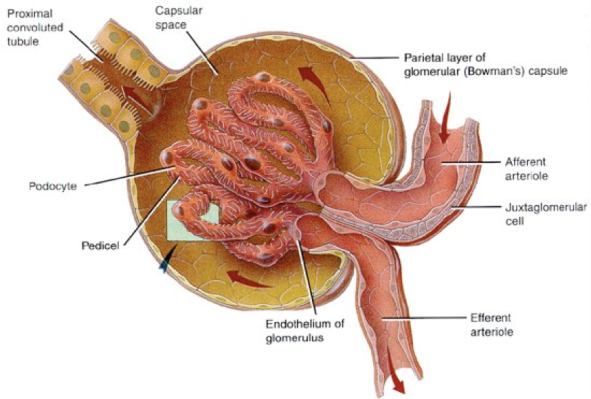 Proximal
convoluted
tubule
Capsular
space
Parietal layer of
glomerular (Bowman's) capsule
Afferent
arteriole
Podocyte
Juxtaglomerular
cell
Pedicel
Endothelium of
glomerulus
Efferent
arteriole